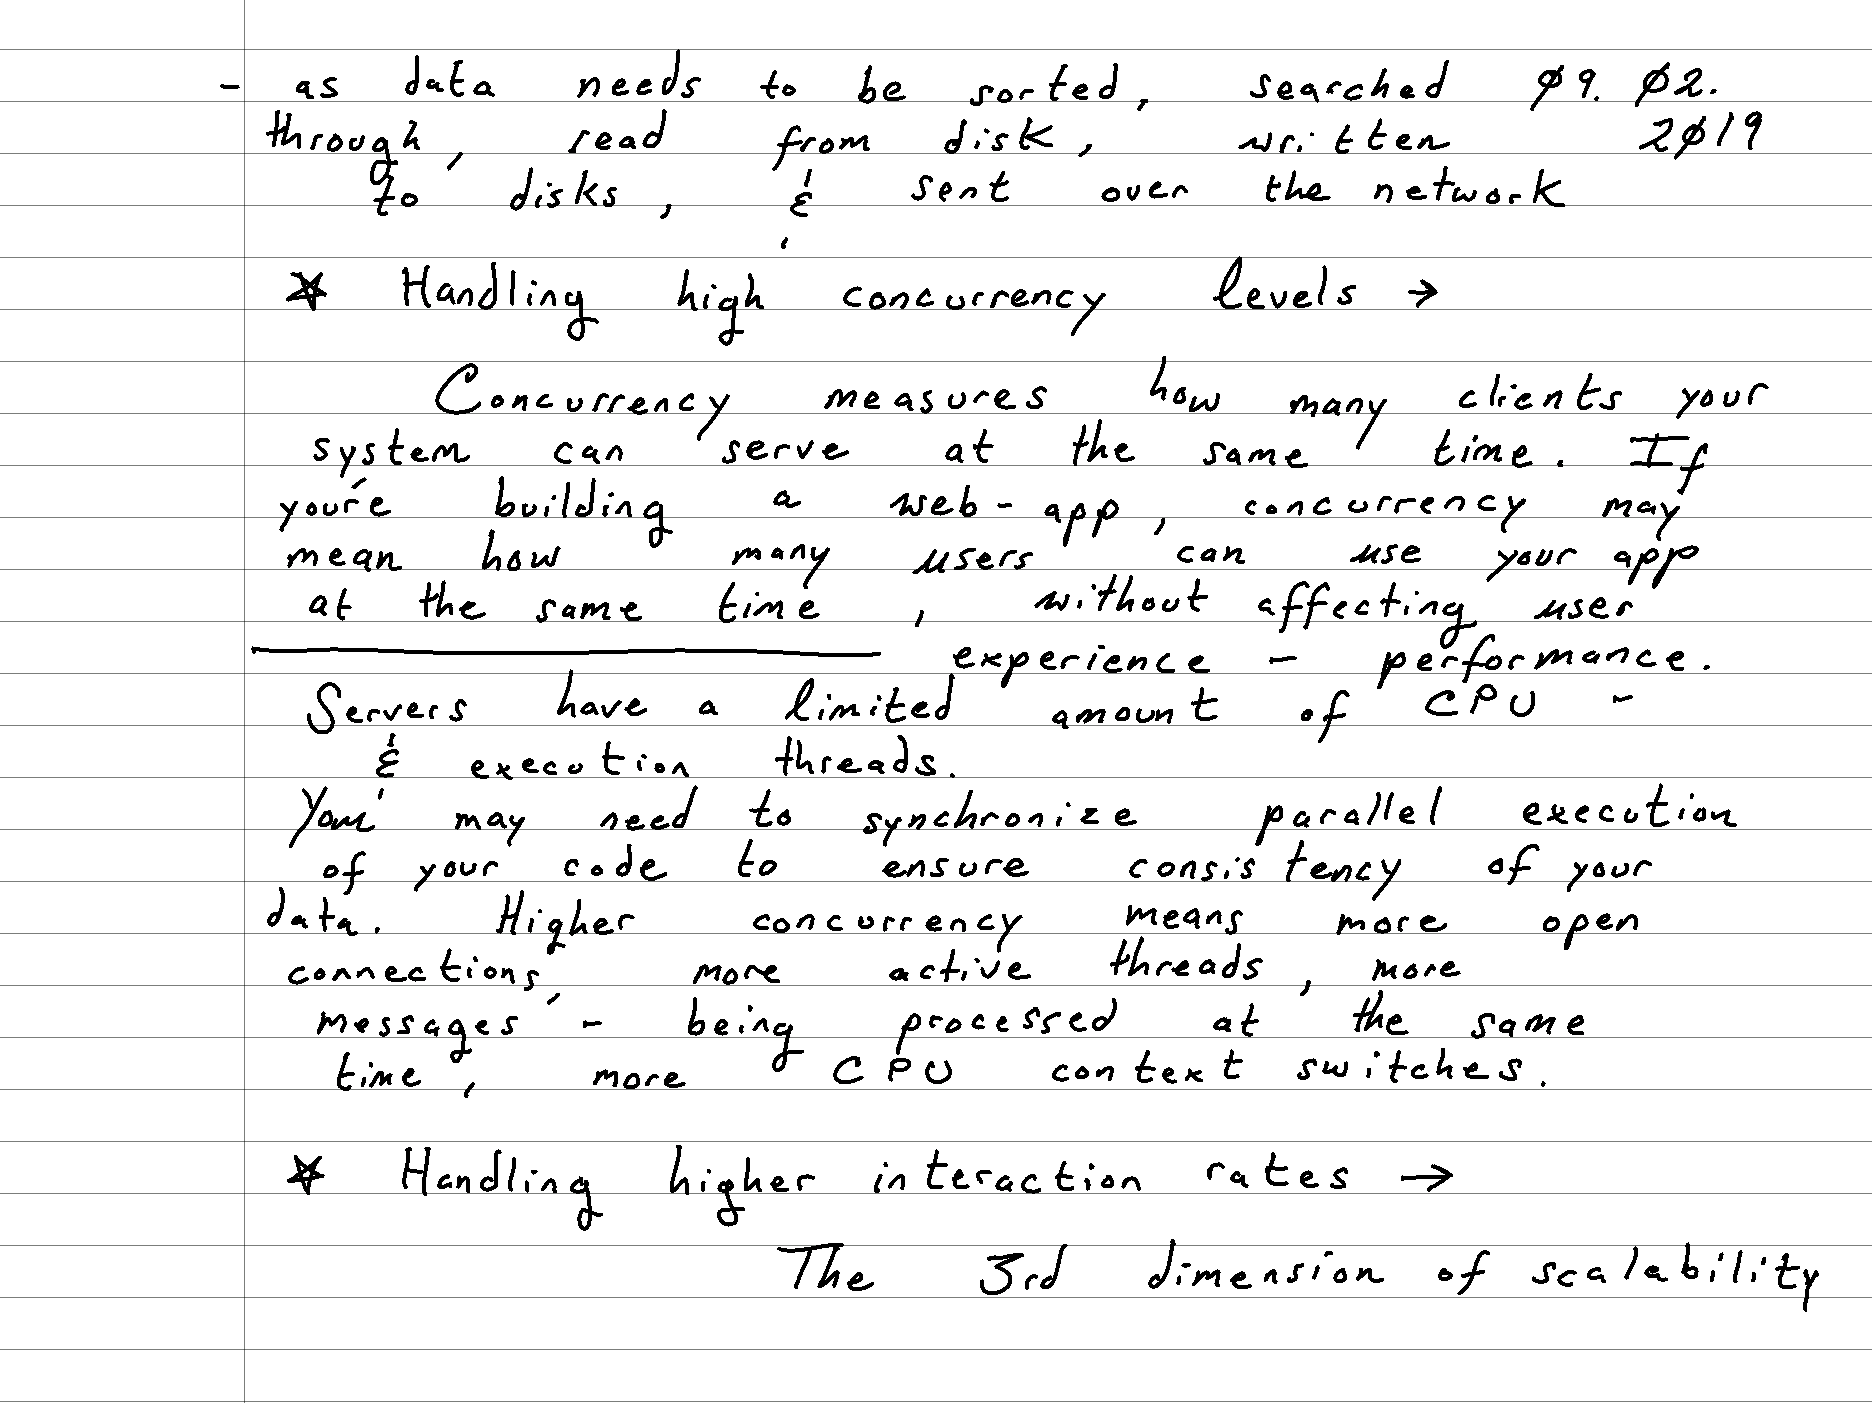 - as data needs to be sorted, searched Ø9. Ø2.
through, read from disk, written 2Ø19
to disks, & sent over the network
☆ Handling high concurrency levels →
Concurrency measures how many clients your
system can serve at the same time. If
you're building a web-app, concurrency may
mean how many users can use your app
at the same time, without affecting user
experience - performance.
Servers have a limited amount of CPU -
& execution threads.
You may need to synchronize parallel execution
of your code to ensure consistency of your
data. Higher concurrency means more open
connections, more active threads, more
messages - being processed at the same
time, more CPU context switches.
☆ Handling higher interaction rates →
The 3rd dimension of scalability